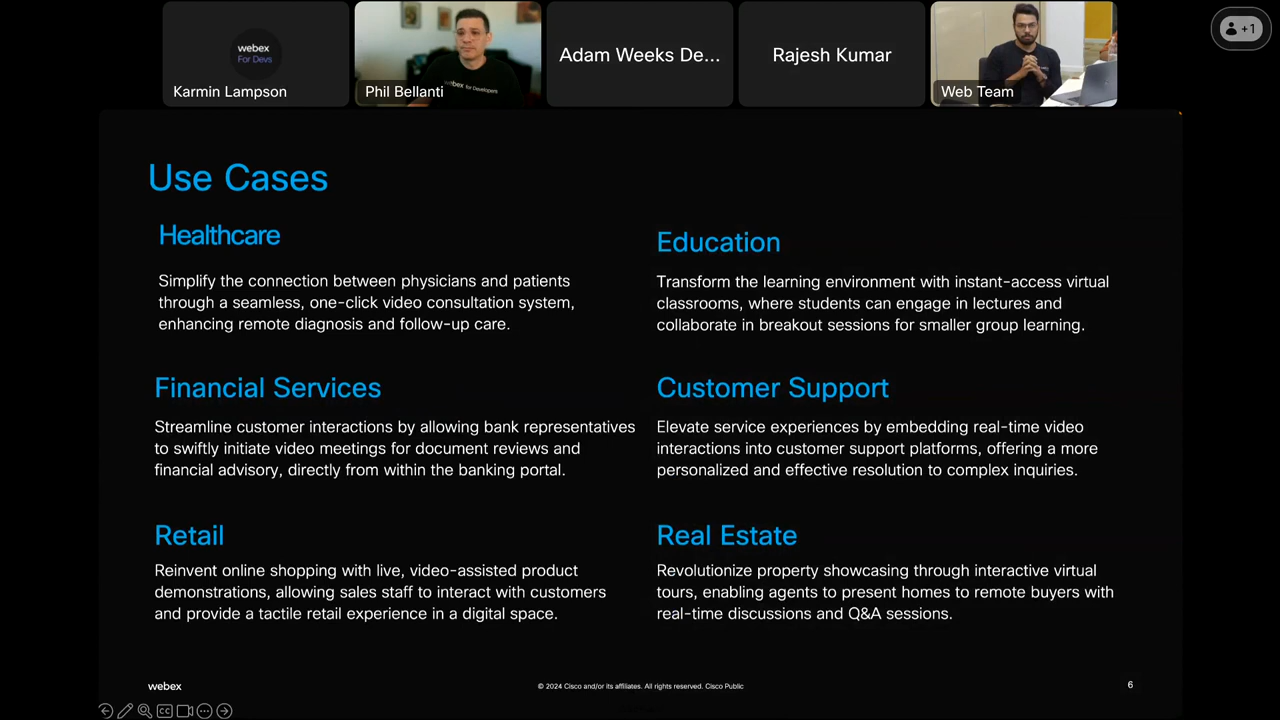 webex
For Devs
Karmin Lampson
webex for Developers
Phil Bellanti
Adam Weeks De...
Rajesh Kumar
Web Team
+1
Use Cases
Healthcare
Simplify the connection between physicians and patients
through a seamless, one-click video consultation system,
enhancing remote diagnosis and follow-up care.
Education
Transform the learning environment with instant-access virtual
classrooms, where students can engage in lectures and
collaborate in breakout sessions for smaller group learning.
Financial Services
Streamline customer interactions by allowing bank representatives
to swiftly initiate video meetings for document reviews and
financial advisory, directly from within the banking portal.
Customer Support
Elevate service experiences by embedding real-time video
interactions into customer support platforms, offering a more
personalized and effective resolution to complex inquiries.
Retail
Reinvent online shopping with live, video-assisted product
demonstrations, allowing sales staff to interact with customers
and provide a tactile retail experience in a digital space.
Real Estate
Revolutionize property showcasing through interactive virtual
tours, enabling agents to present homes to remote buyers with
real-time discussions and Q&A sessions.
webex
© 2024 Cisco and/or its affiliates. All rights reserved. Cisco Public
6
CC